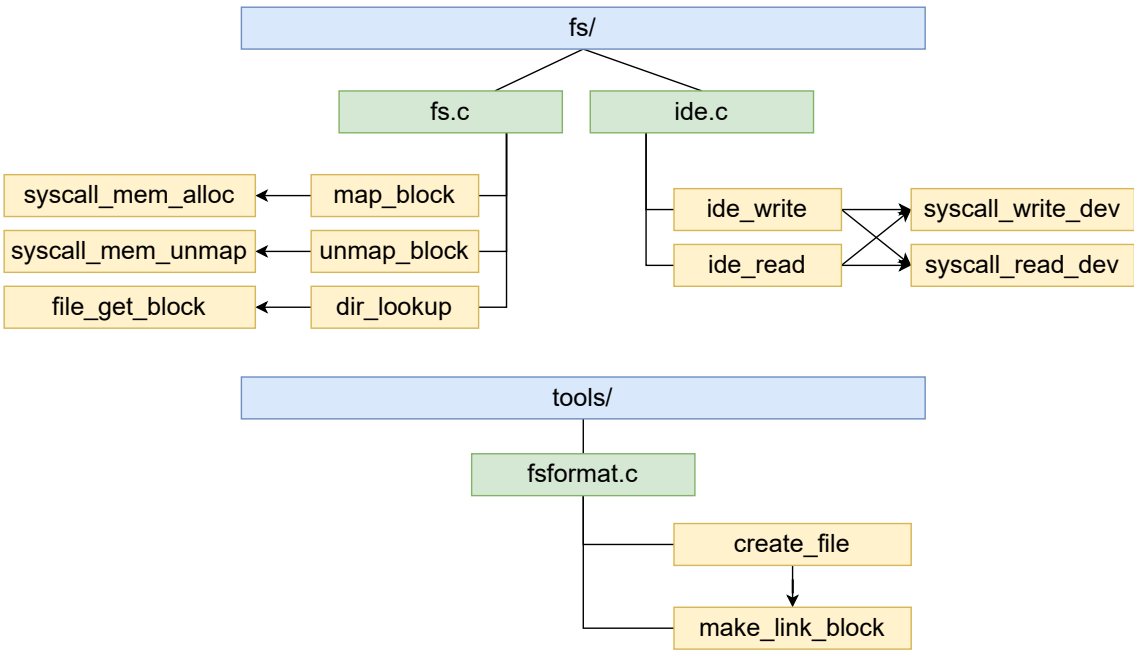 fs/
fs.c
ide.c
syscall_mem_alloc
map_block
ide_write
syscall_write_dev
syscall_mem_unmap
unmap_block
ide_read
syscall_read_dev
file_get_block
dir_lookup
tools/
fsformat.c
create_file
make_link_block